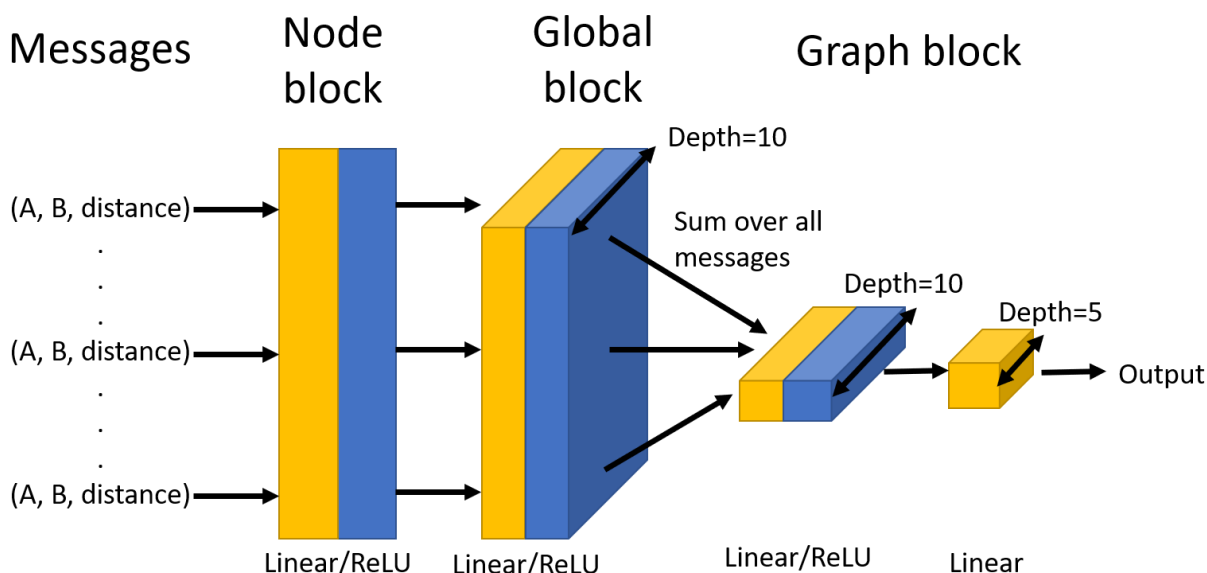 Messages
Node
block
Global
block
Graph block
Depth=10
(A, B, distance)
Sum over all
messages
.
.
.
Depth=10
Depth=5
(A, B, distance)
Output
.
.
.
(A, B, distance)
Linear/ReLU
Linear/ReLU
Linear/ReLU
Linear